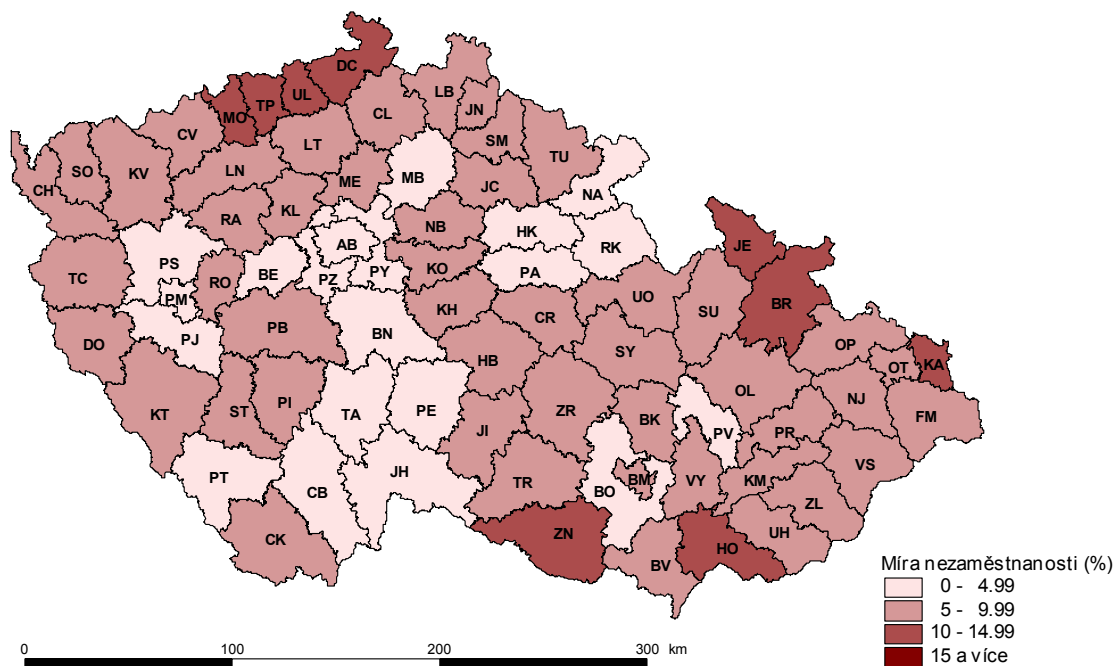 DC
LB
UL
JN
TP
MO
CL
CV
SM
LT
TU
SO
KV
LN
ME
MB
JC
CH
NA
RA
KL
NB
HK
AB
RK
JE
PS
TC
BE
KO
PA
PZ
PY
RO
PM
UO
BR
SU
KH
CR
PB
BN
PJ
DO
SY
OP
HB
OT
KA
OL
NJ
KT
ST
PI
TA
PE
ZR
BK
FM
PV
PR
JI
VS
PT
JH
CB
TR
BO
BM
VY
KM
ZL
ZN
UH
CK
HO
BV
Míra nezaměstnanosti (%)
0 - 4.99
5 - 9.99
10 - 14.99
15 a více
0 100 200 300 km